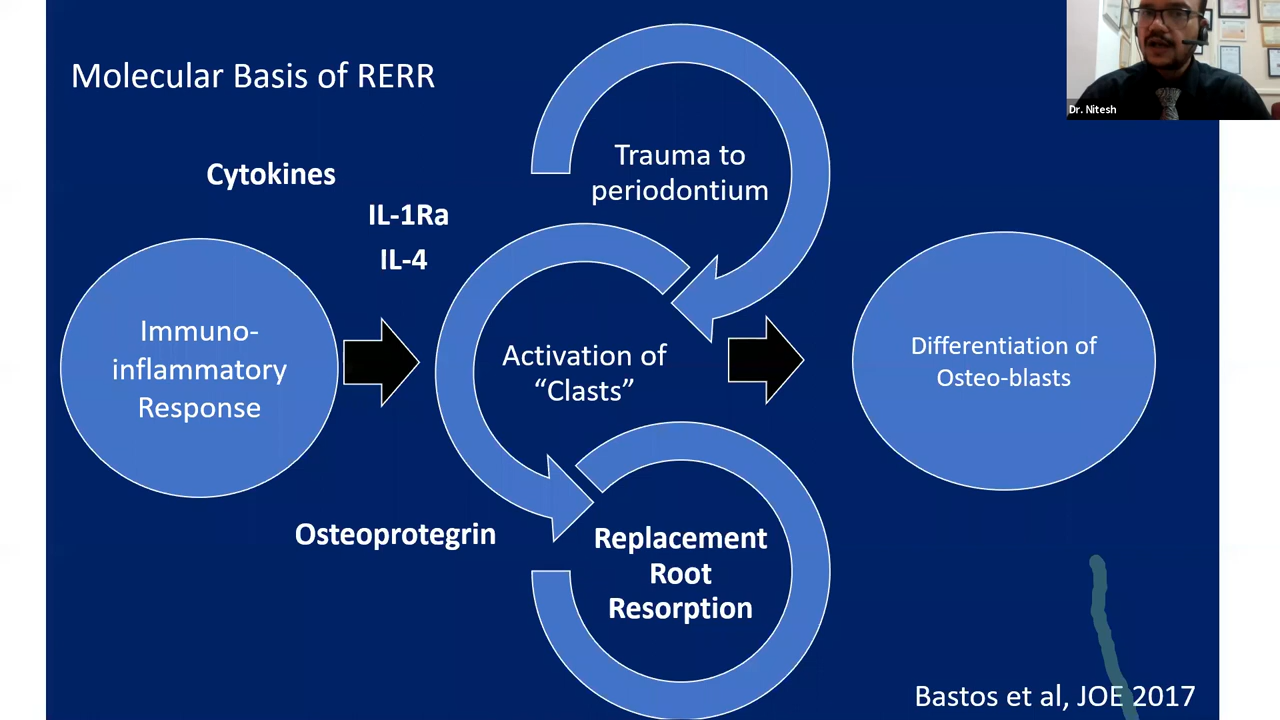 Molecular Basis of RERR
Dr. Nitesh
Cytokines
IL-1Ra
IL-4
Trauma to
periodontium
Immuno-
inflammatory
Response
Activation of
“Clasts”
Differentiation of
Osteo-blasts
Osteoprotegrin
Replacement
Root
Resorption
Bastos et al, JOE 2017